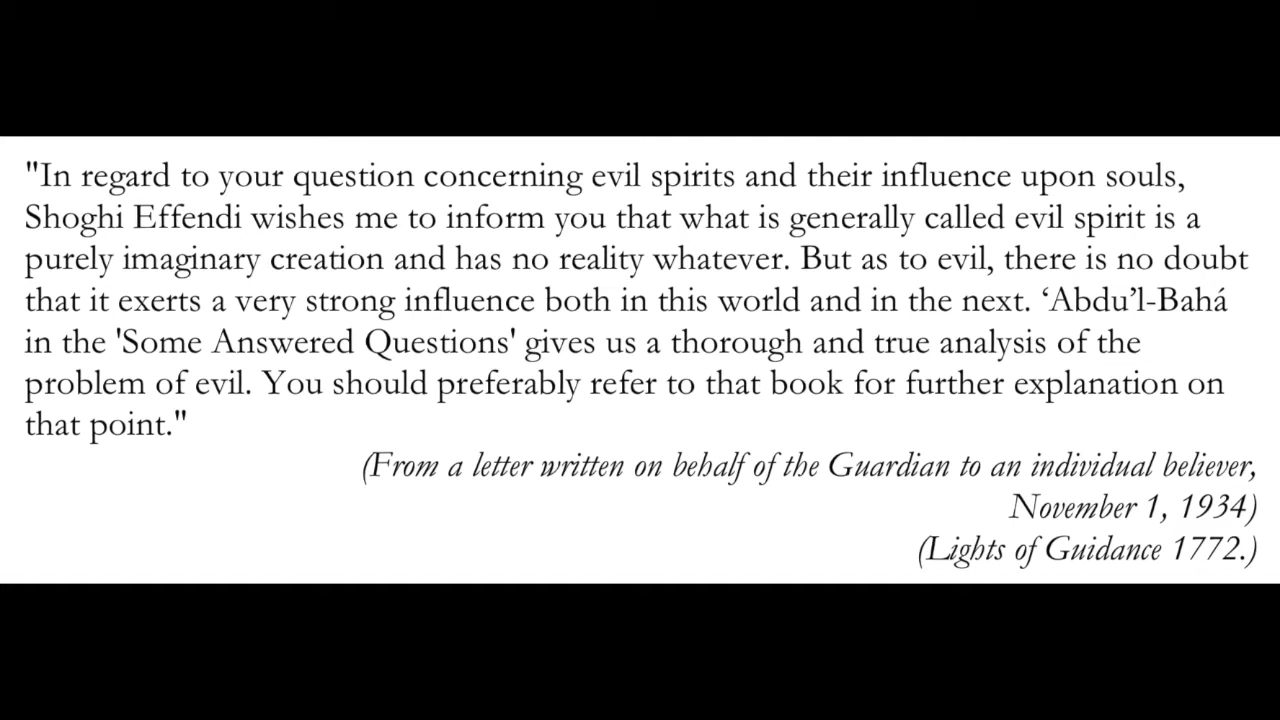 "In regard to your question concerning evil spirits and their influence upon souls,
Shoghi Effendi wishes me to inform you that what is generally called evil spirit is a
purely imaginary creation and has no reality whatever. But as to evil, there is no doubt
that it exerts a very strong influence both in this world and in the next. ‘Abdu’l-Bahá
in the 'Some Answered Questions' gives us a thorough and true analysis of the
problem of evil. You should preferably refer to that book for further explanation on
that point."
(From a letter written on behalf of the Guardian to an individual believer,
November 1, 1934)
(Lights of Guidance 1772.)